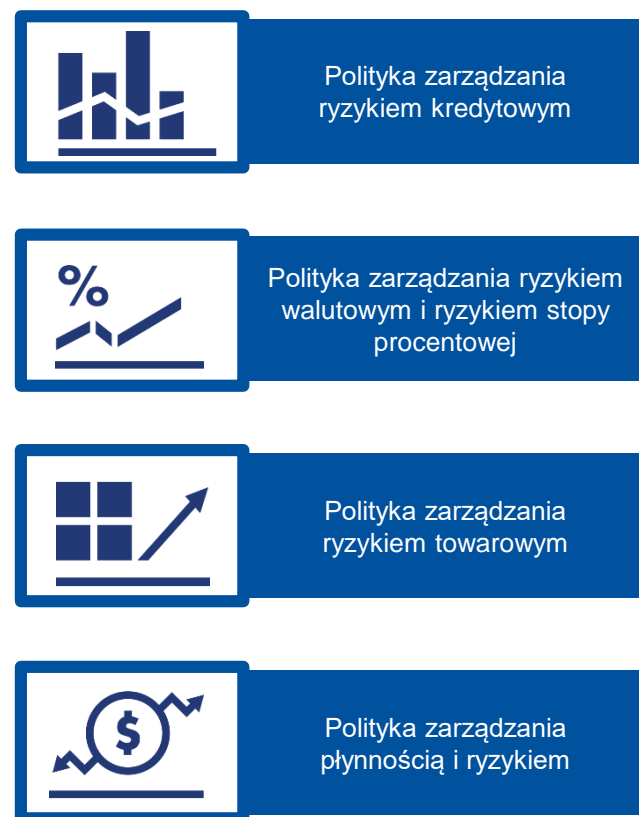 Polityka zarządzania
ryzykiem kredytowym
%
Polityka zarządzania ryzykiem
walutowym i ryzykiem stopy
procentowej
Polityka zarządzania
ryzykiem towarowym
$
Polityka zarządzania
płynnością i ryzykiem